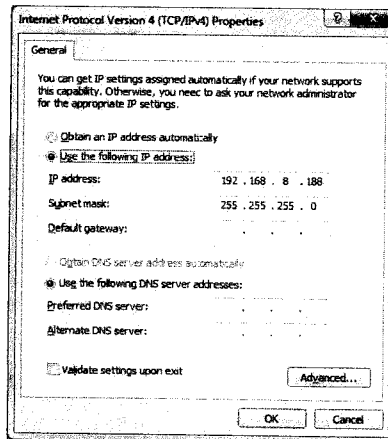 Internet Protocol Version 4 (TCP/IPv4) Properties
General
You can get IP settings assigned automatically if your network supports
this capability. Otherwise, you need to ask your network administrator
for the appropriate IP settings.
Obtain an IP address automatically
Use the following IP address:
IP address: 192 . 168 . 8 . 188
Subnet mask: 255 . 255 . 255 . 0
Default gateway: . . .
Obtain DNS server address automatically
Use the following DNS server addresses:
Preferred DNS server: . . .
Alternate DNS server: . . .
Validate settings upon exit
Advanced...
OK Cancel